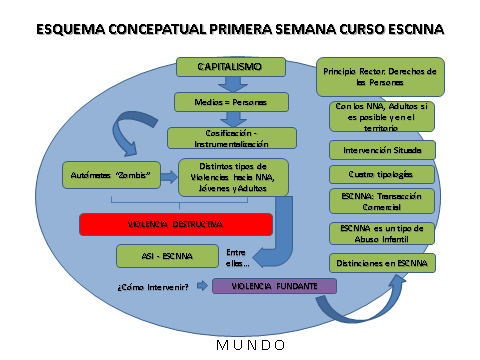 ESQUEMA CONCEPATUAL PRIMERA SEMANA CURSO ESCNNA
CAPITALISMO
Medios = Personas
Cosificación -
Instrumentalización
Autómatas "Zombis"
Distintos tipos de
Violencias hacia NNA,
Jóvenes y Adultos
VIOLENCIA DESTRUCTIVA
ASI - ESCNNA
Entre
ellas...
¿Cómo Intervenir?
VIOLENCIA FUNDANTE
Principio Rector: Derechos de
las Personas
Con los NNA, Adultos si
es posible y en el
territorio
Intervención Situada
Cuatro tipologías
ESCNNA: Transacción
Comercial
ESCNNA es un tipo de
Abuso Infantil
Distinciones en ESCNNA
MUNDO